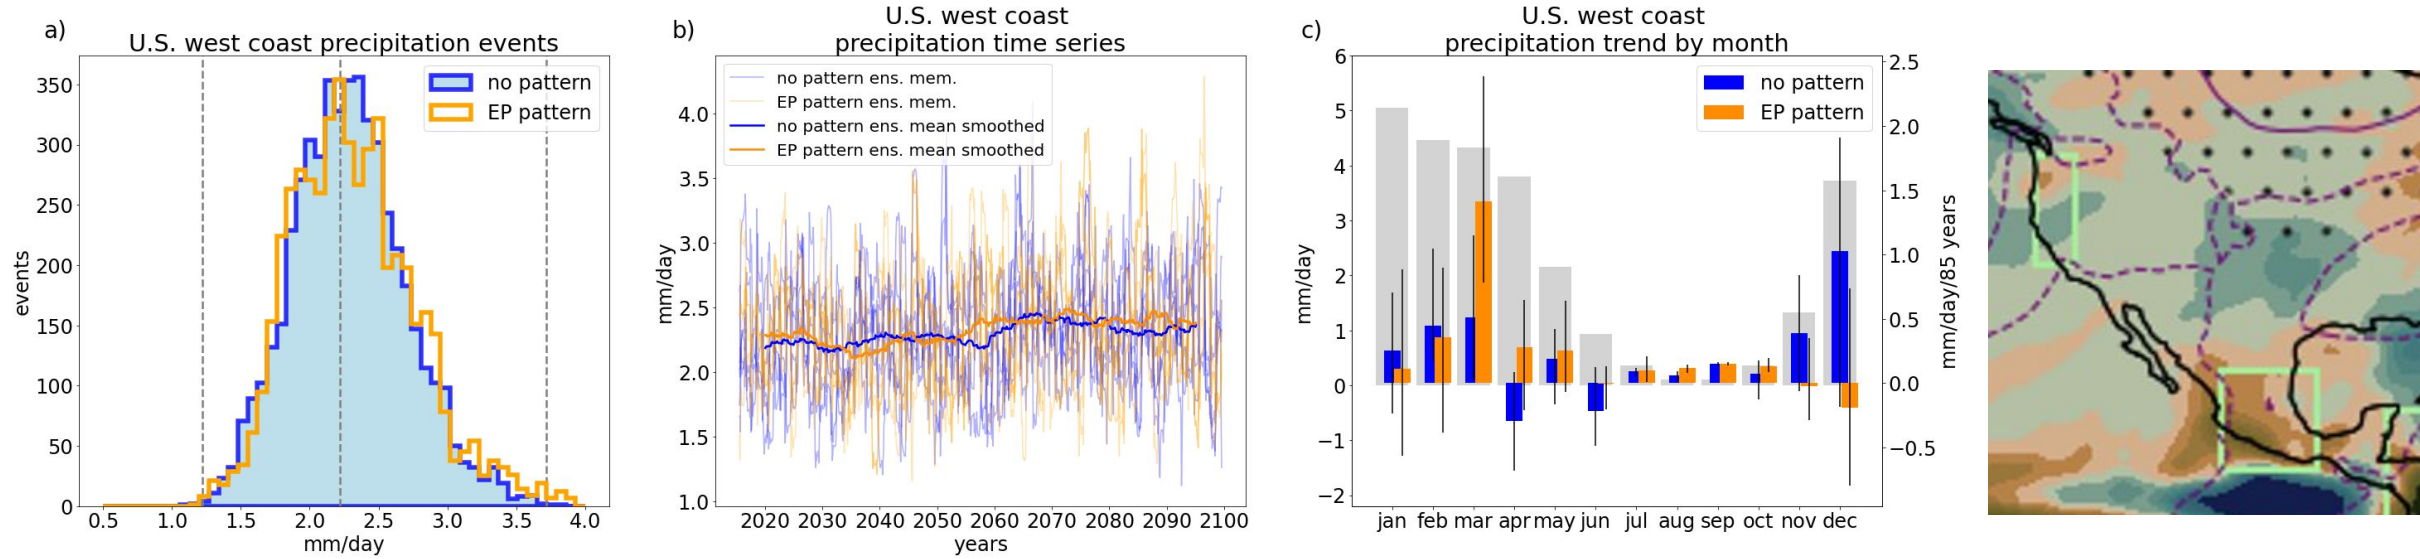 a)
U.S. west coast precipitation events
350
300
250
200
150
100
50
0
events
no pattern
EP pattern
0.5 1.0 1.5 2.0 2.5 3.0 3.5 4.0
mm/day
b)
U.S. west coast
precipitation time series
4.0
3.5
3.0
2.5
2.0
1.5
1.0
mm/day
no pattern ens. mem.
EP pattern ens. mem.
no pattern ens. mean smoothed
EP pattern ens. mean smoothed
2020 2030 2040 2050 2060 2070 2080 2090 2100
years
c)
U.S. west coast
precipitation trend by month
6
5
4
3
2
1
0
−1
−2
mm/day
no pattern
EP pattern
jan feb mar apr may jun jul aug sep oct nov dec
2.5
2.0
1.5
1.0
0.5
0.0
−0.5
mm/day/85 years